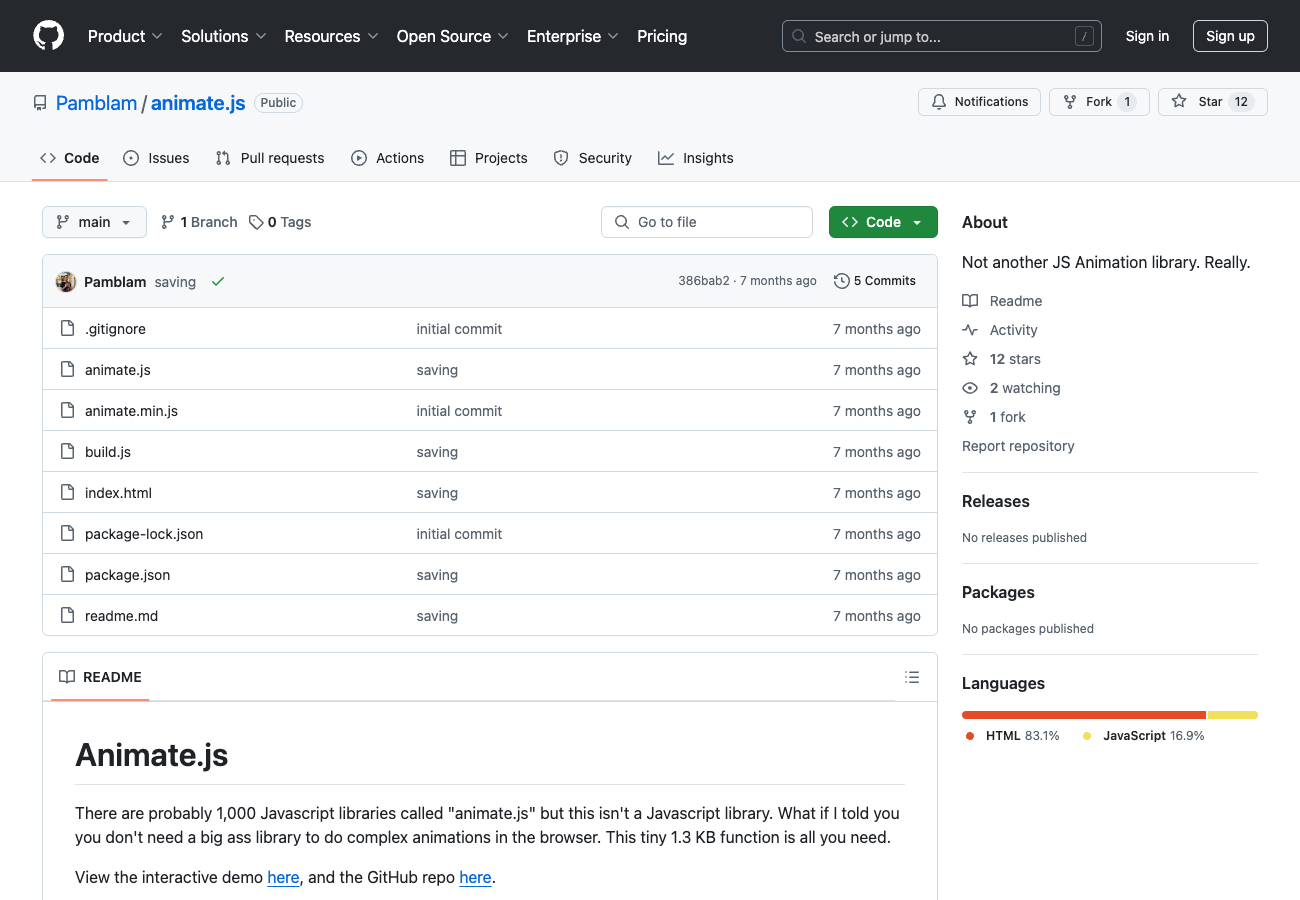 Product Solutions Resources Open Source Enterprise Pricing Search or jump to... / Sign in Sign up
Pamblam / animate.js Public Notifications Fork 1 Star 12
Code Issues Pull requests Actions Projects Security Insights
main 1 Branch 0 Tags Go to file Code
Pamblam saving 386bab2 · 7 months ago 5 Commits
.gitignore initial commit 7 months ago
animate.js saving 7 months ago
animate.min.js initial commit 7 months ago
build.js saving 7 months ago
index.html saving 7 months ago
package-lock.json initial commit 7 months ago
package.json saving 7 months ago
readme.md saving 7 months ago
README
Animate.js
There are probably 1,000 Javascript libraries called "animate.js" but this isn't a Javascript library. What if I told you
you don't need a big ass library to do complex animations in the browser. This tiny 1.3 KB function is all you need.
View the interactive demo here, and the GitHub repo here.
About
Not another JS Animation library. Really.
Readme
Activity
12 stars
2 watching
1 fork
Report repository
Releases
No releases published
Packages
No packages published
Languages
HTML 83.1% JavaScript 16.9%